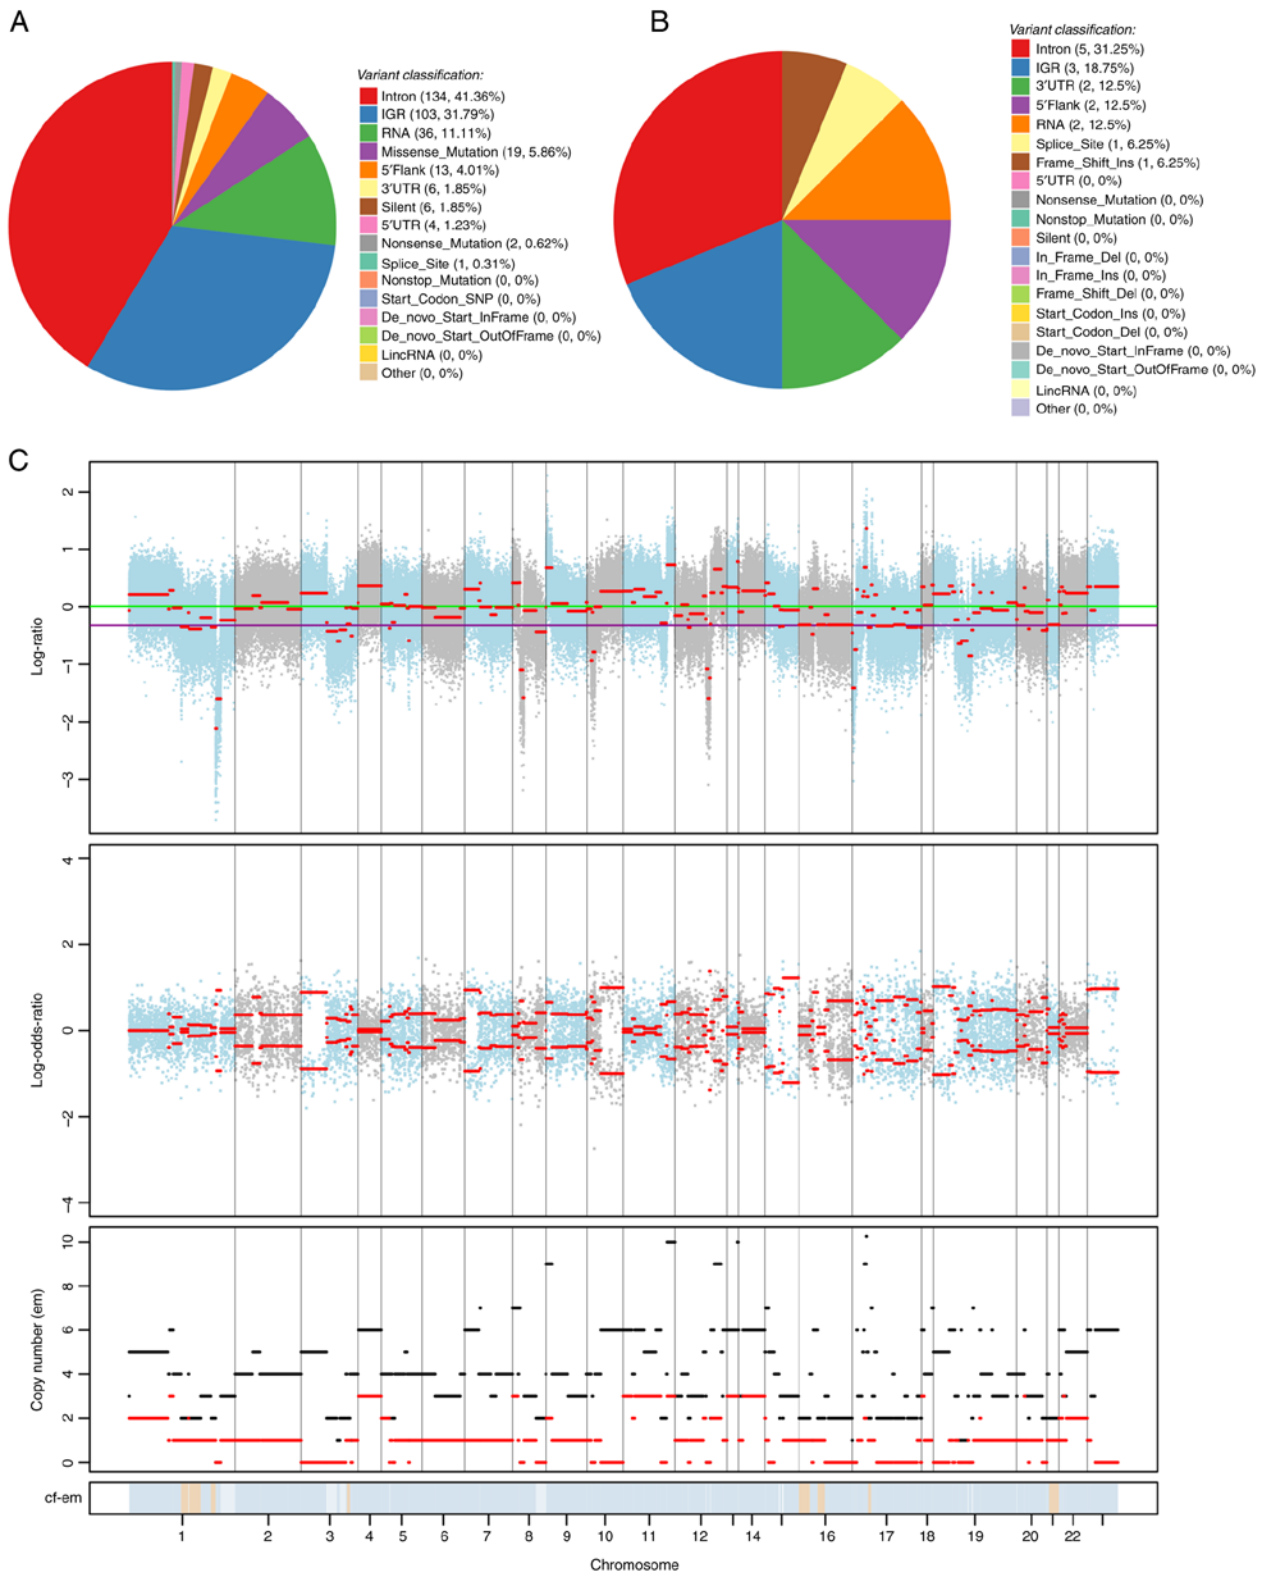 A
Variant classification:
Intron (134, 41.36%)
IGR (103, 31.79%)
RNA (36, 11.11%)
Missense_Mutation (19, 5.86%)
5′Flank (13, 4.01%)
3′UTR (6, 1.85%)
Silent (6, 1.85%)
5′UTR (4, 1.23%)
Nonsense_Mutation (2, 0.62%)
Splice_Site (1, 0.31%)
Nonstop_Mutation (0, 0%)
Start_Codon_SNP (0, 0%)
De_novo_Start_InFrame (0, 0%)
De_novo_Start_OutOfFrame (0, 0%)
LincRNA (0, 0%)
Other (0, 0%)
B
Variant classification:
Intron (5, 31.25%)
IGR (3, 18.75%)
3′UTR (2, 12.5%)
5′Flank (2, 12.5%)
RNA (2, 12.5%)
Splice_Site (1, 6.25%)
Frame_Shift_Ins (1, 6.25%)
5′UTR (0, 0%)
Nonsense_Mutation (0, 0%)
Nonstop_Mutation (0, 0%)
Silent (0, 0%)
In_Frame_Del (0, 0%)
In_Frame_Ins (0, 0%)
Frame_Shift_Del (0, 0%)
Start_Codon_Ins (0, 0%)
Start_Codon_Del (0, 0%)
De_novo_Start_InFrame (0, 0%)
De_novo_Start_OutOfFrame (0, 0%)
LincRNA (0, 0%)
Other (0, 0%)
C
Log-ratio
2
1
0
−1
−2
−3
Log-odds-ratio
4
2
0
−2
−4
Copy number (em)
10
8
6
4
2
0
cf-em
1 2 3 4 5 6 7 8 9 10 11 12 14 16 17 18 19 20 22
Chromosome